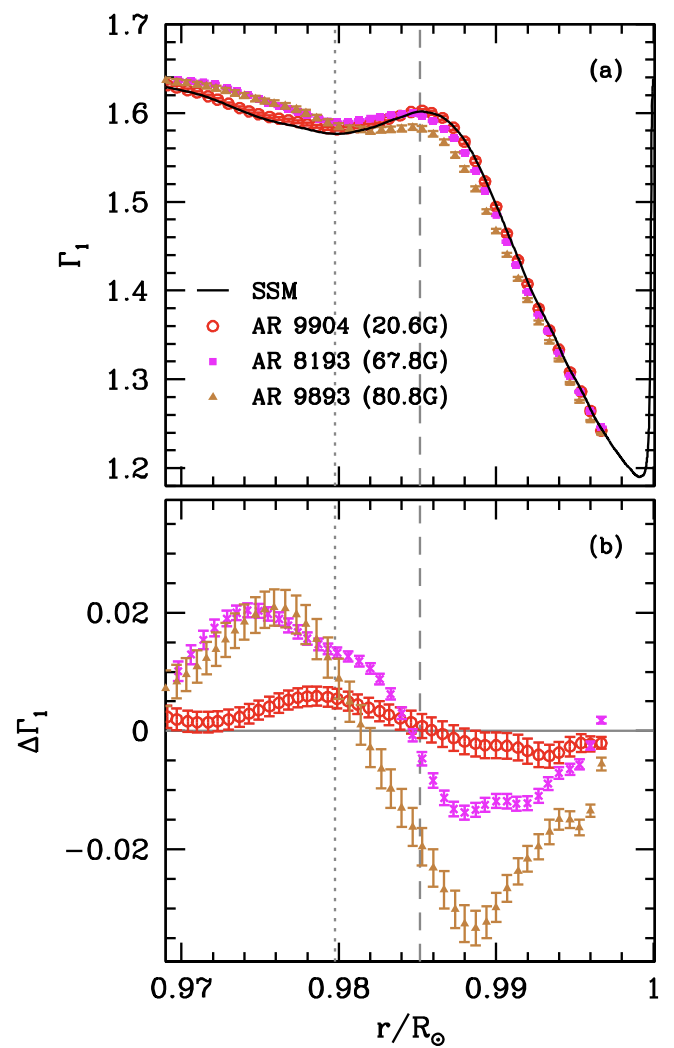 1.7
(a)
1.6
1.5
Γ₁
1.4
SSM
AR 9904 (20.6G)
AR 8193 (67.8G)
1.3
AR 9893 (80.8G)
1.2
(b)
0.02
ΔΓ₁
0
−0.02
0.97 0.98 0.99 1
r/R☉